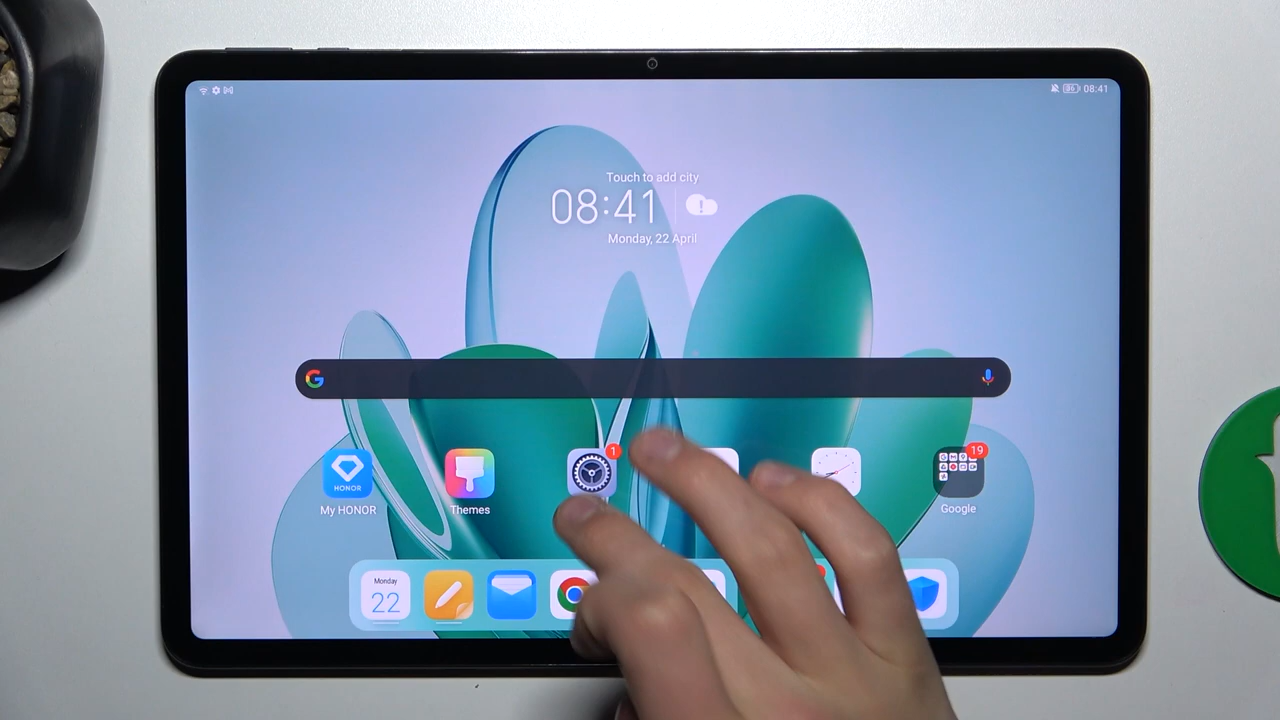 86 08:41
Touch to add city
08:41
Monday, 22 April
1
19
HONOR
My HONOR
Themes
Google
Monday
22